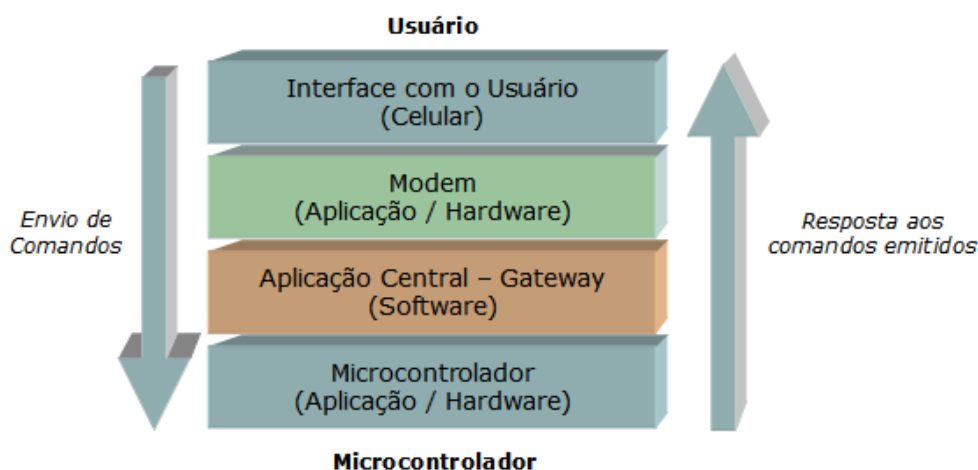 Usuário
Interface com o Usuário
(Celular)
Modem
(Aplicação / Hardware)
Envio de
Comandos
Resposta aos
comandos emitidos
Aplicação Central – Gateway
(Software)
Microcontrolador
(Aplicação / Hardware)
Microcontrolador